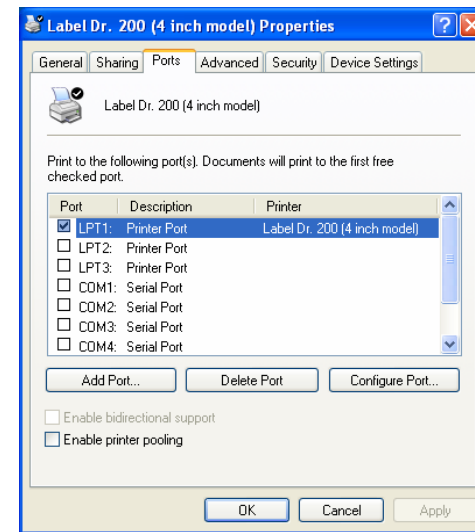 Label Dr. 200 (4 inch model) Properties
General Sharing Ports Advanced Security Device Settings
Label Dr. 200 (4 inch model)
Print to the following port(s). Documents will print to the first free
checked port.
Port Description Printer
LPT1: Printer Port Label Dr. 200 (4 inch model)
LPT2: Printer Port
LPT3: Printer Port
COM1: Serial Port
COM2: Serial Port
COM3: Serial Port
COM4: Serial Port
Add Port... Delete Port Configure Port...
Enable bidirectional support
Enable printer pooling
OK Cancel Apply